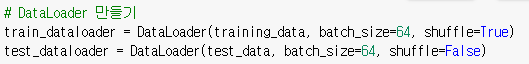 # DataLoader 만들기
train_dataloader = DataLoader(training_data, batch_size=64, shuffle=True)
test_dataloader = DataLoader(test_data, batch_size=64, shuffle=False)